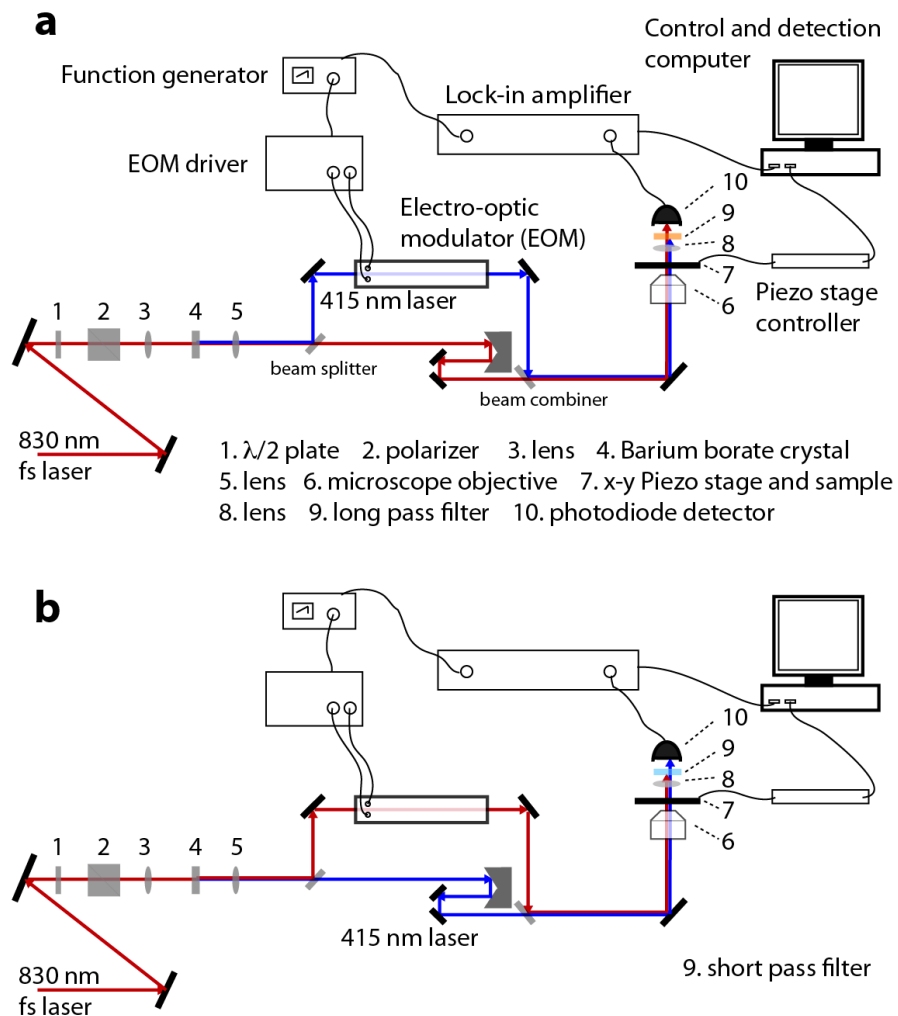 a
Control and detection
computer
Function generator
Lock-in amplifier
EOM driver
10
9
8
7
6
Electro-optic
modulator (EOM)
415 nm laser
Piezo stage
controller
1 2 3 4 5
beam splitter
beam combiner
830 nm
fs laser
1. λ/2 plate 2. polarizer 3. lens 4. Barium borate crystal
5. lens 6. microscope objective 7. x-y Piezo stage and sample
8. lens 9. long pass filter 10. photodiode detector
b
10
9
8
7
6
1 2 3 4 5
415 nm laser
830 nm
fs laser
9. short pass filter